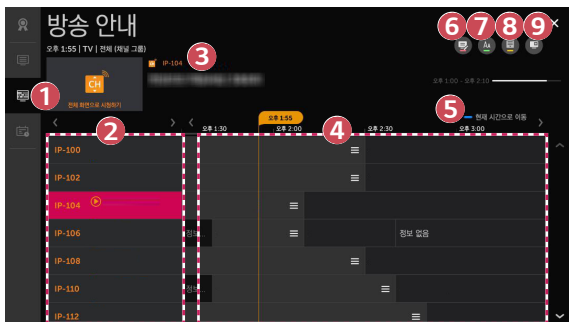 방송 안내
오후 1:55 | TV | 전체 (채널 그룹)
6 7 8 9
CH
전체 화면으로 시청하기
IP-104
3
오후 1:00 - 오후 2:10
1
2
4
5
현재 시간으로 이동
오후 1:55
오후 1:30
오후 2:00
오후 2:30
오후 3:00
IP-100
IP-102
IP-104
IP-106
정보 없음
IP-108
IP-110
IP-112